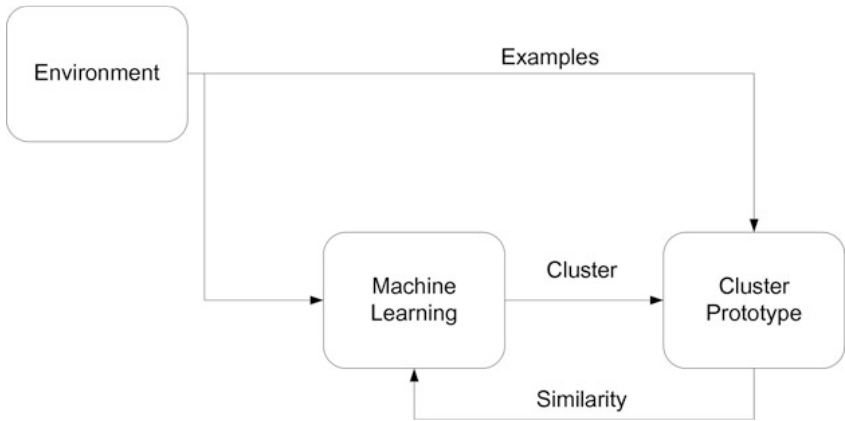 Environment
Examples
Machine
Learning
Cluster
Cluster
Prototype
Similarity